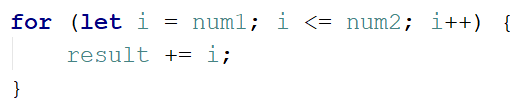 for (let i = num1; i <= num2; i++) {
    result += i;
}